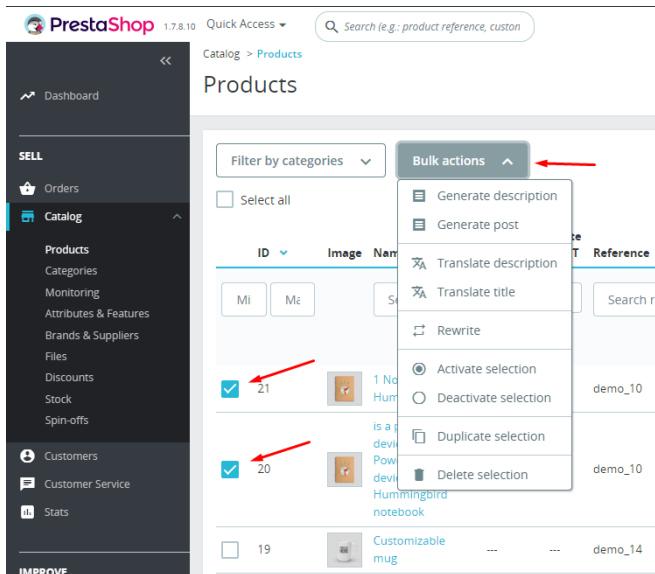 PrestaShop 1.7.8.10 Quick Access Search (e.g.: product reference, custon
Catalog > Products
Products
Dashboard
SELL
Orders
Catalog
Products
Categories
Monitoring
Attributes & Features
Brands & Suppliers
Files
Discounts
Stock
Spin-offs
Customers
Customer Service
Stats
IMPROVE
Filter by categories
Bulk actions
Select all
Generate description
Generate post
Translate description
Translate title
Rewrite
Activate selection
Deactivate selection
Duplicate selection
Delete selection
ID Image Nam te T Reference
Mi Ma Se Search r
21 1 No demo_10
Hum
20 is a p demo_10
devi
Pow
devi
Hummingbird
notebook
19 Customizable --- --- demo_14
mug